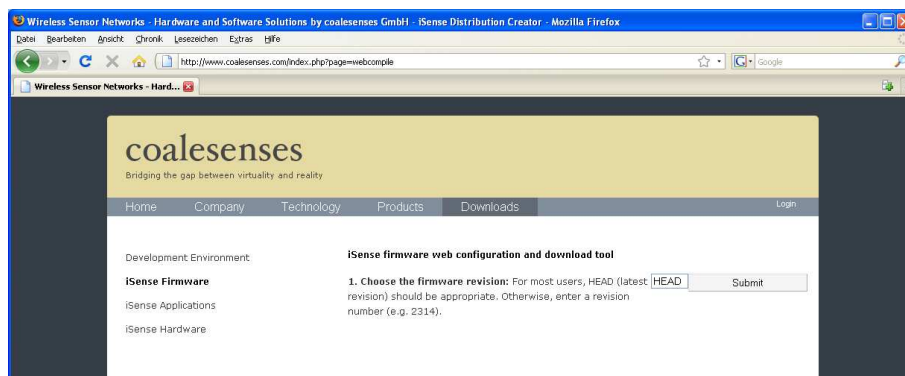 Wireless Sensor Networks - Hardware and Software Solutions by coalesenses GmbH - iSense Distribution Creator - Mozilla Firefox
Datei Bearbeiten Ansicht Chronik Lesezeichen Extras Hilfe
http://www.coalesenses.com/index.php?page=webcompile
Google
Wireless Sensor Networks - Hard...
coalesenses
Bridging the gap between virtuality and reality
Home Company Technology Products Downloads Login
Development Environment
iSense Firmware
iSense Applications
iSense Hardware
iSense firmware web configuration and download tool
1. Choose the firmware revision: For most users, HEAD (latest HEAD Submit
revision) should be appropriate. Otherwise, enter a revision
number (e.g. 2314).